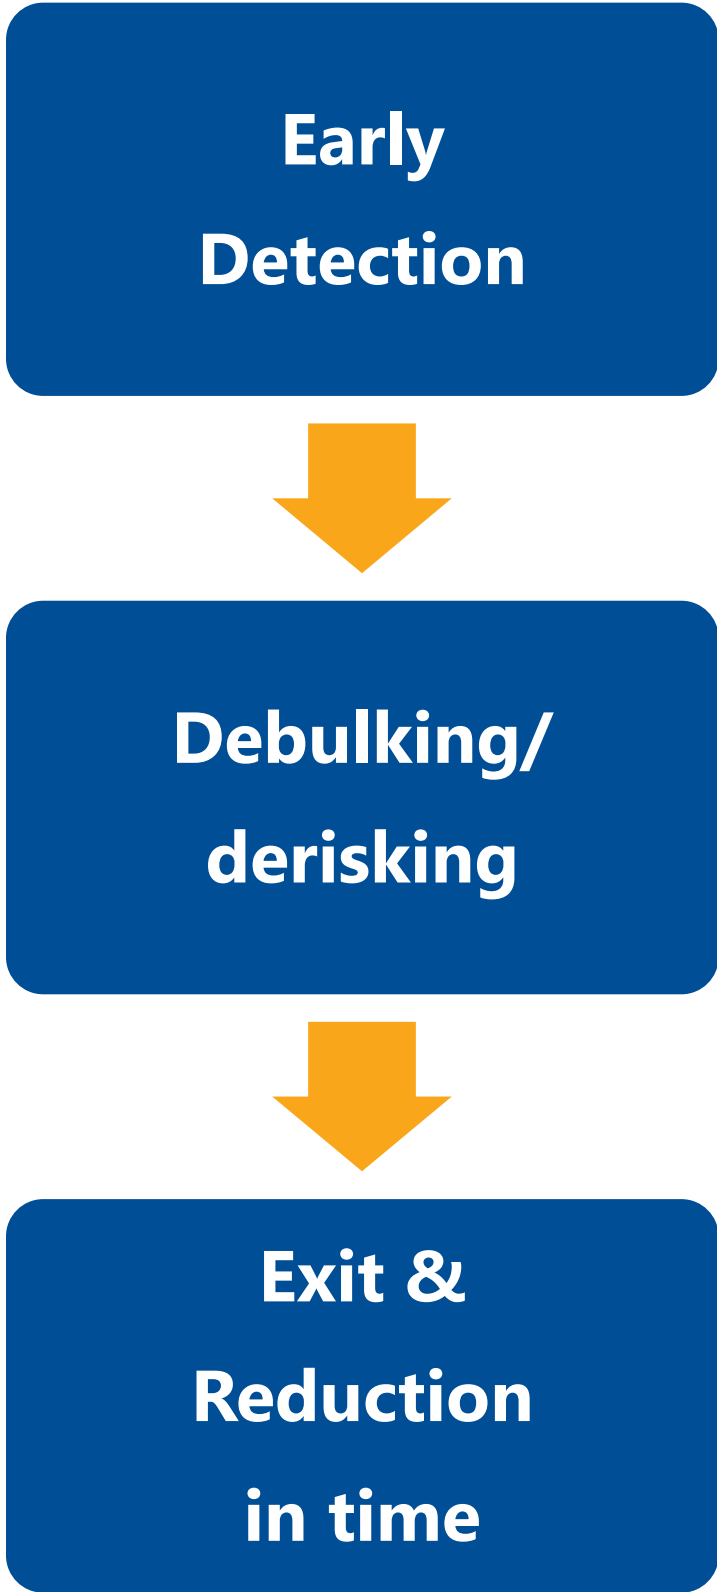 Early
Detection
Debulking/
derisking
Exit &
Reduction
in time